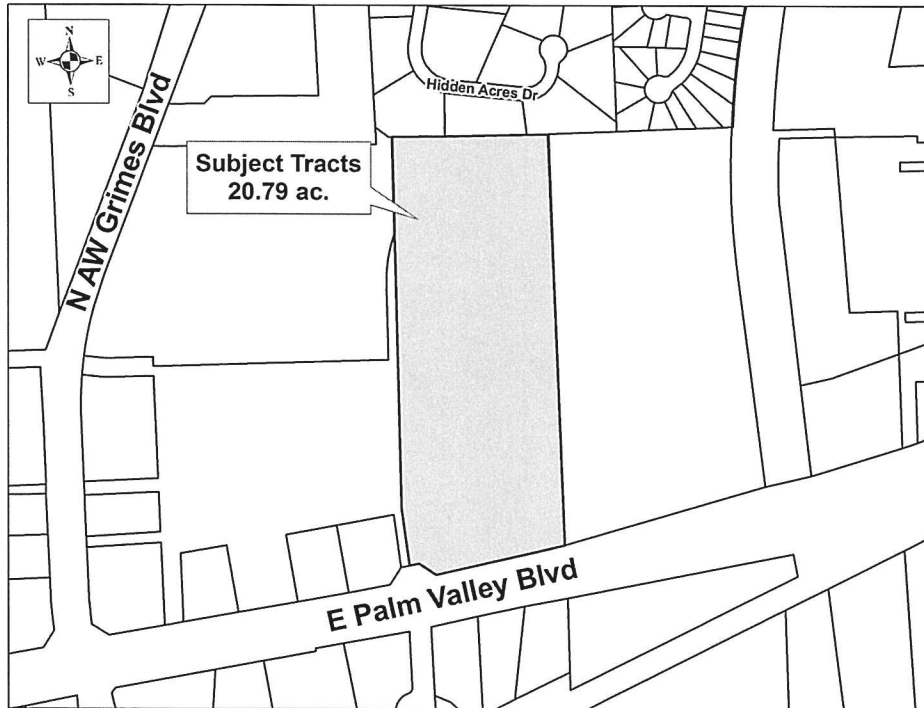 N
W E
S
Hidden Acres Dr
Subject Tracts
20.79 ac.
N AW Grimes Blvd
E Palm Valley Blvd